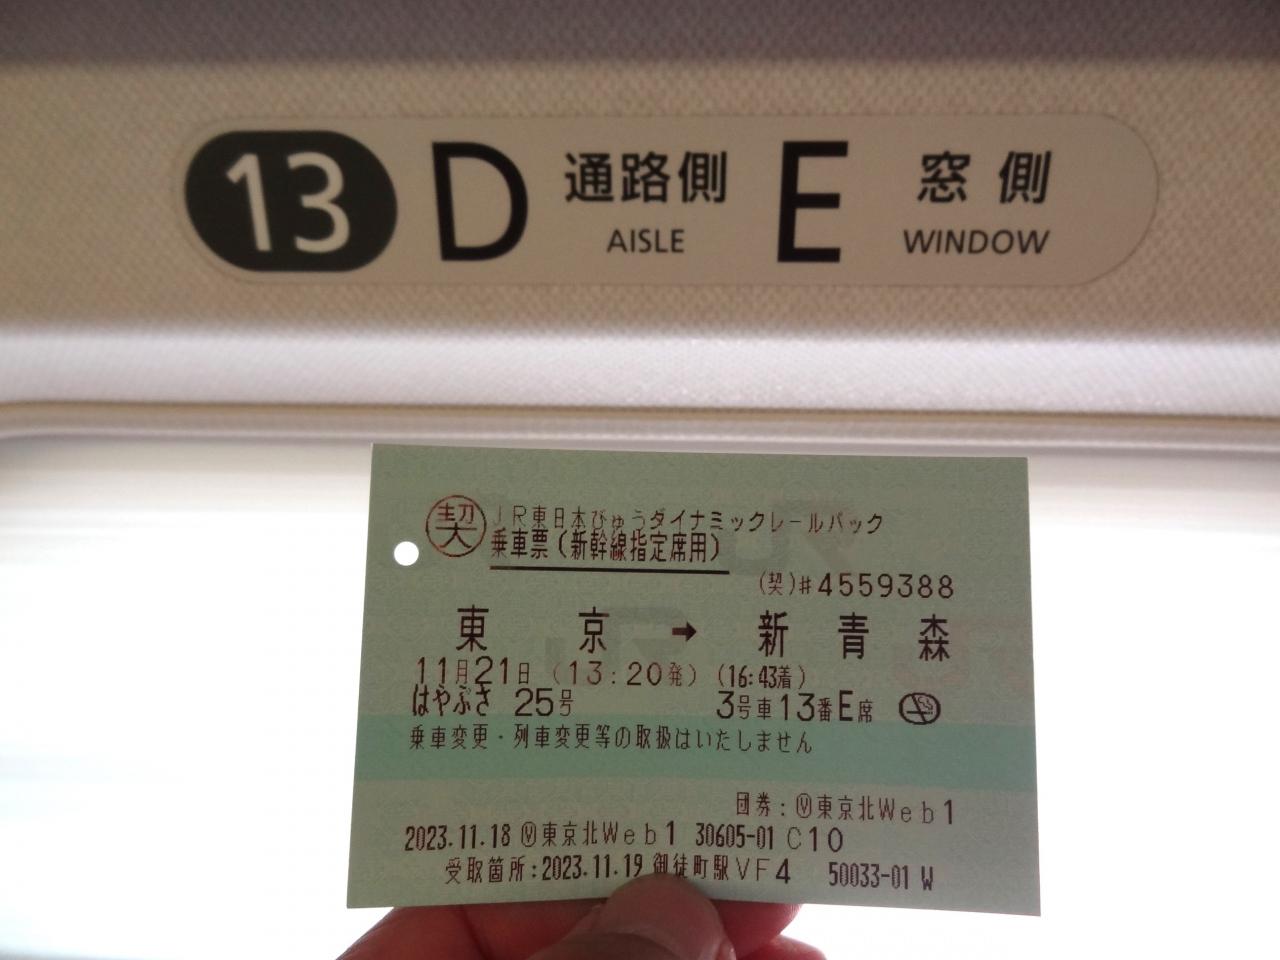 13 D 通路側 AISLE E 窓側 WINDOW
契 JR東日本びゅうダイナミックレールパック
乗車票(新幹線指定席用)
(契)♯4559388
東京 → 新青森
11月21日 (13:20発) (16:43着)
はやぶさ 25号 3号車13番E席
乗車変更・列車変更等の取扱はいたしません
団券:Ⓥ東京北Web1
2023.11.18 Ⓥ東京北Web1 30605-01 C10
受取箇所:2023.11.19 御徒町駅VF4 50033-01 W